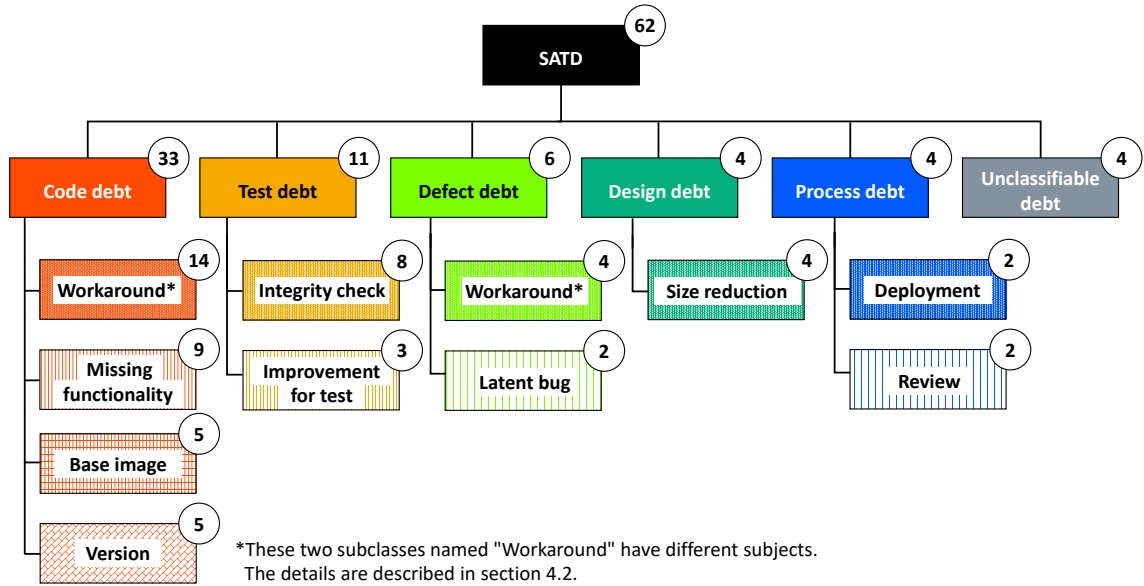 62
SATD
33
Code debt
11
Test debt
6
Defect debt
4
Design debt
4
Process debt
4
Unclassifiable
debt
14
Workaround*
8
Integrity check
4
Workaround*
4
Size reduction
2
Deployment
9
Missing
functionality
3
Improvement
for test
2
Latent bug
2
Review
5
Base image
5
Version
*These two subclasses named "Workaround" have different subjects.
The details are described in section 4.2.